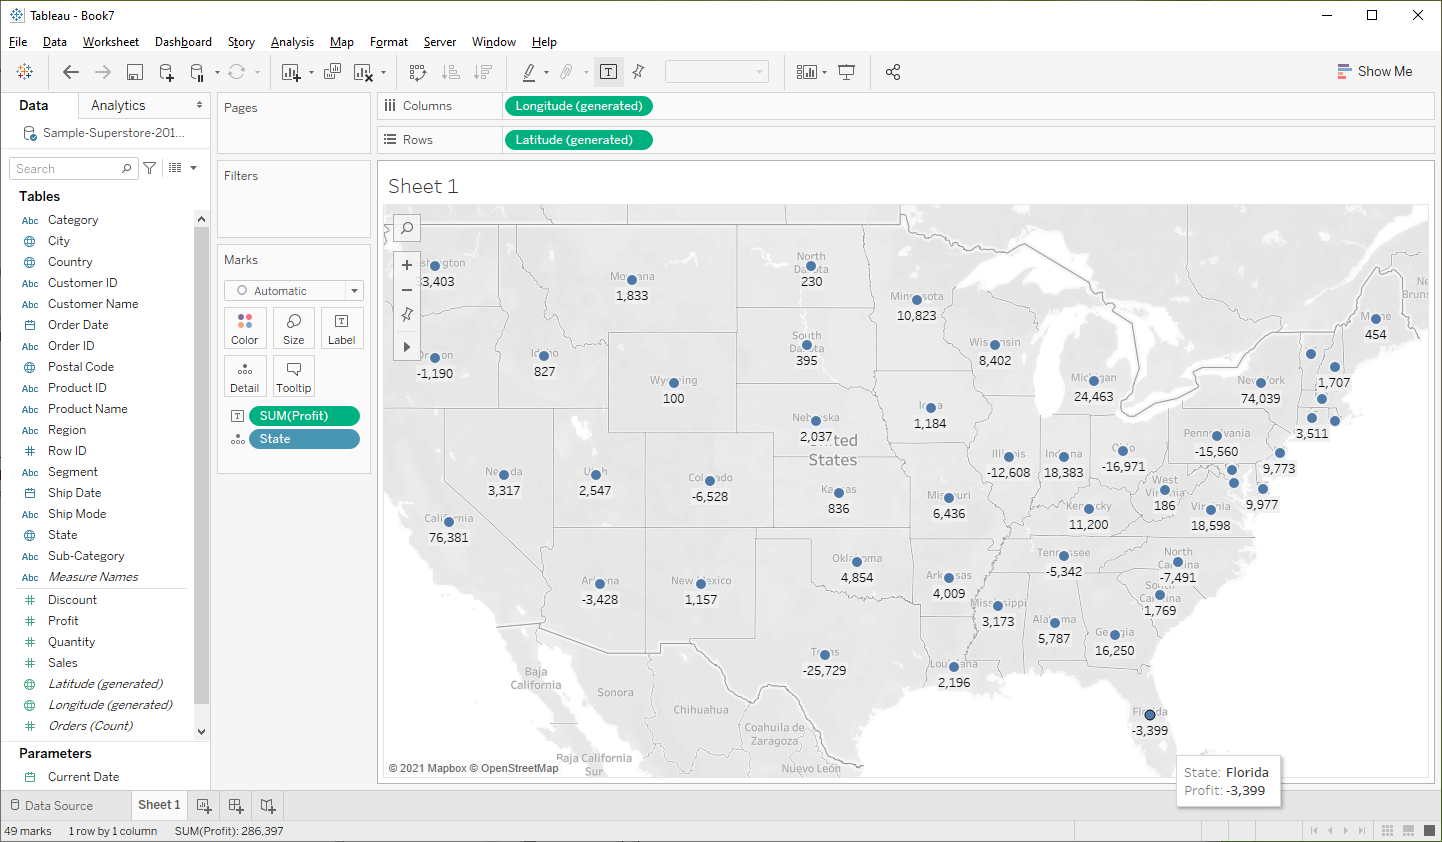 Tableau - Book7
File Data Worksheet Dashboard Story Analysis Map Format Server Window Help
Show Me
Data Analytics
Sample-Superstore-201...
Search
Tables
Abc Category
City
Country
Abc Customer ID
Abc Customer Name
Order Date
Abc Order ID
Postal Code
Abc Product ID
Abc Product Name
Abc Region
Row ID
Abc Segment
Ship Date
Abc Ship Mode
State
Abc Sub-Category
Abc Measure Names
Discount
Profit
Quantity
Sales
Latitude (generated)
Longitude (generated)
Orders (Count)
Parameters
Current Date
Pages
Filters
Marks
Automatic
Color Size Label
Detail Tooltip
SUM(Profit)
State
Columns Longitude (generated)
Rows Latitude (generated)
Sheet 1
3,403
Montana
1,833
North
Dakota
230
Minnesota
10,823
Maine
454
Brun
-1,190
Idaho
827
South
Dakota
395
Wisconsin
8,402
1,707
Wyoming
100
Michigan
24,463
New York
74,039
Iowa
1,184
Nebraska
2,037
United
States
3,511
Pennsylvania
-15,560
Illinois
-12,608
Indiana
18,383
Ohio
-16,971
9,773
Nevada
3,317
Utah
2,547
Colorado
-6,528
Kansas
836
Missouri
6,436
West
Virginia
186
9,977
Kentucky
11,200
Virginia
18,598
California
76,381
Oklahoma
4,854
Tennessee
-5,342
North
Carolina
-7,491
Arizona
-3,428
New Mexico
1,157
Arkansas
4,009
South
Carolina
1,769
Mississippi
3,173
Alabama
5,787
Georgia
16,250
Texas
-25,729
Louisiana
2,196
Baja
California
Sonora
Chihuahua
Coahuila de
Zaragoza
Florida
-3,399
Baja California
Sur
Nuevo León
© 2021 Mapbox © OpenStreetMap
State: Florida
Profit: -3,399
Data Source Sheet 1
49 marks 1 row by 1 column SUM(Profit): 286,397